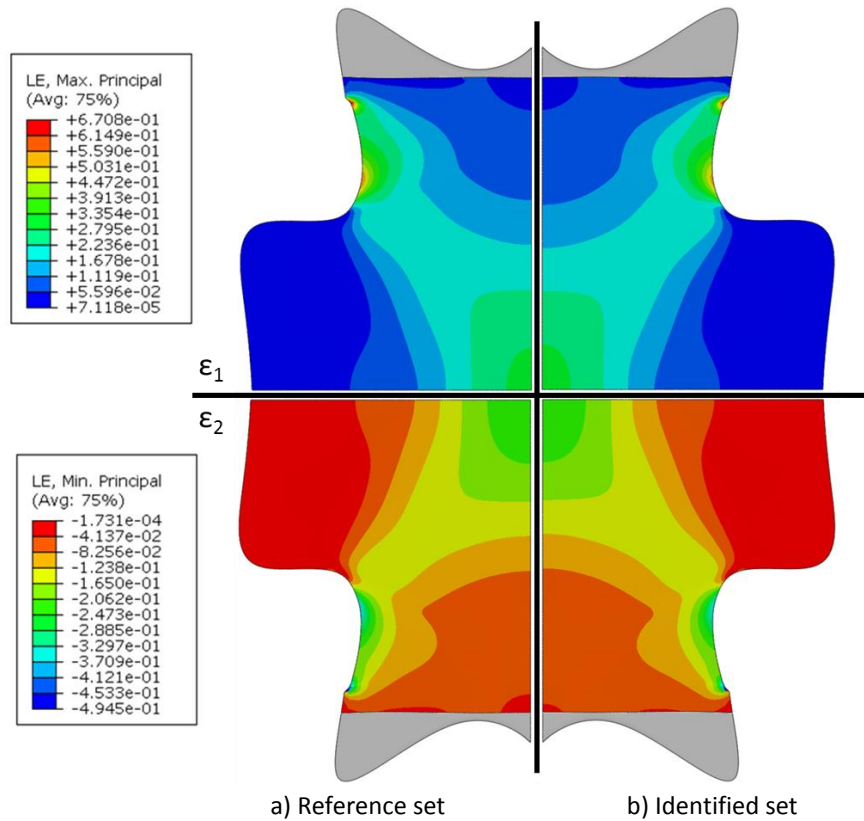 LE, Max. Principal
(Avg: 75%)
+6.708e-01
+6.149e-01
+5.590e-01
+5.031e-01
+4.472e-01
+3.913e-01
+3.354e-01
+2.795e-01
+2.236e-01
+1.678e-01
+1.119e-01
+5.596e-02
+7.118e-05
ε1
ε2
LE, Min. Principal
(Avg: 75%)
-1.731e-04
-4.137e-02
-8.256e-02
-1.238e-01
-1.650e-01
-2.062e-01
-2.473e-01
-2.885e-01
-3.297e-01
-3.709e-01
-4.121e-01
-4.533e-01
-4.945e-01
a) Reference set
b) Identified set